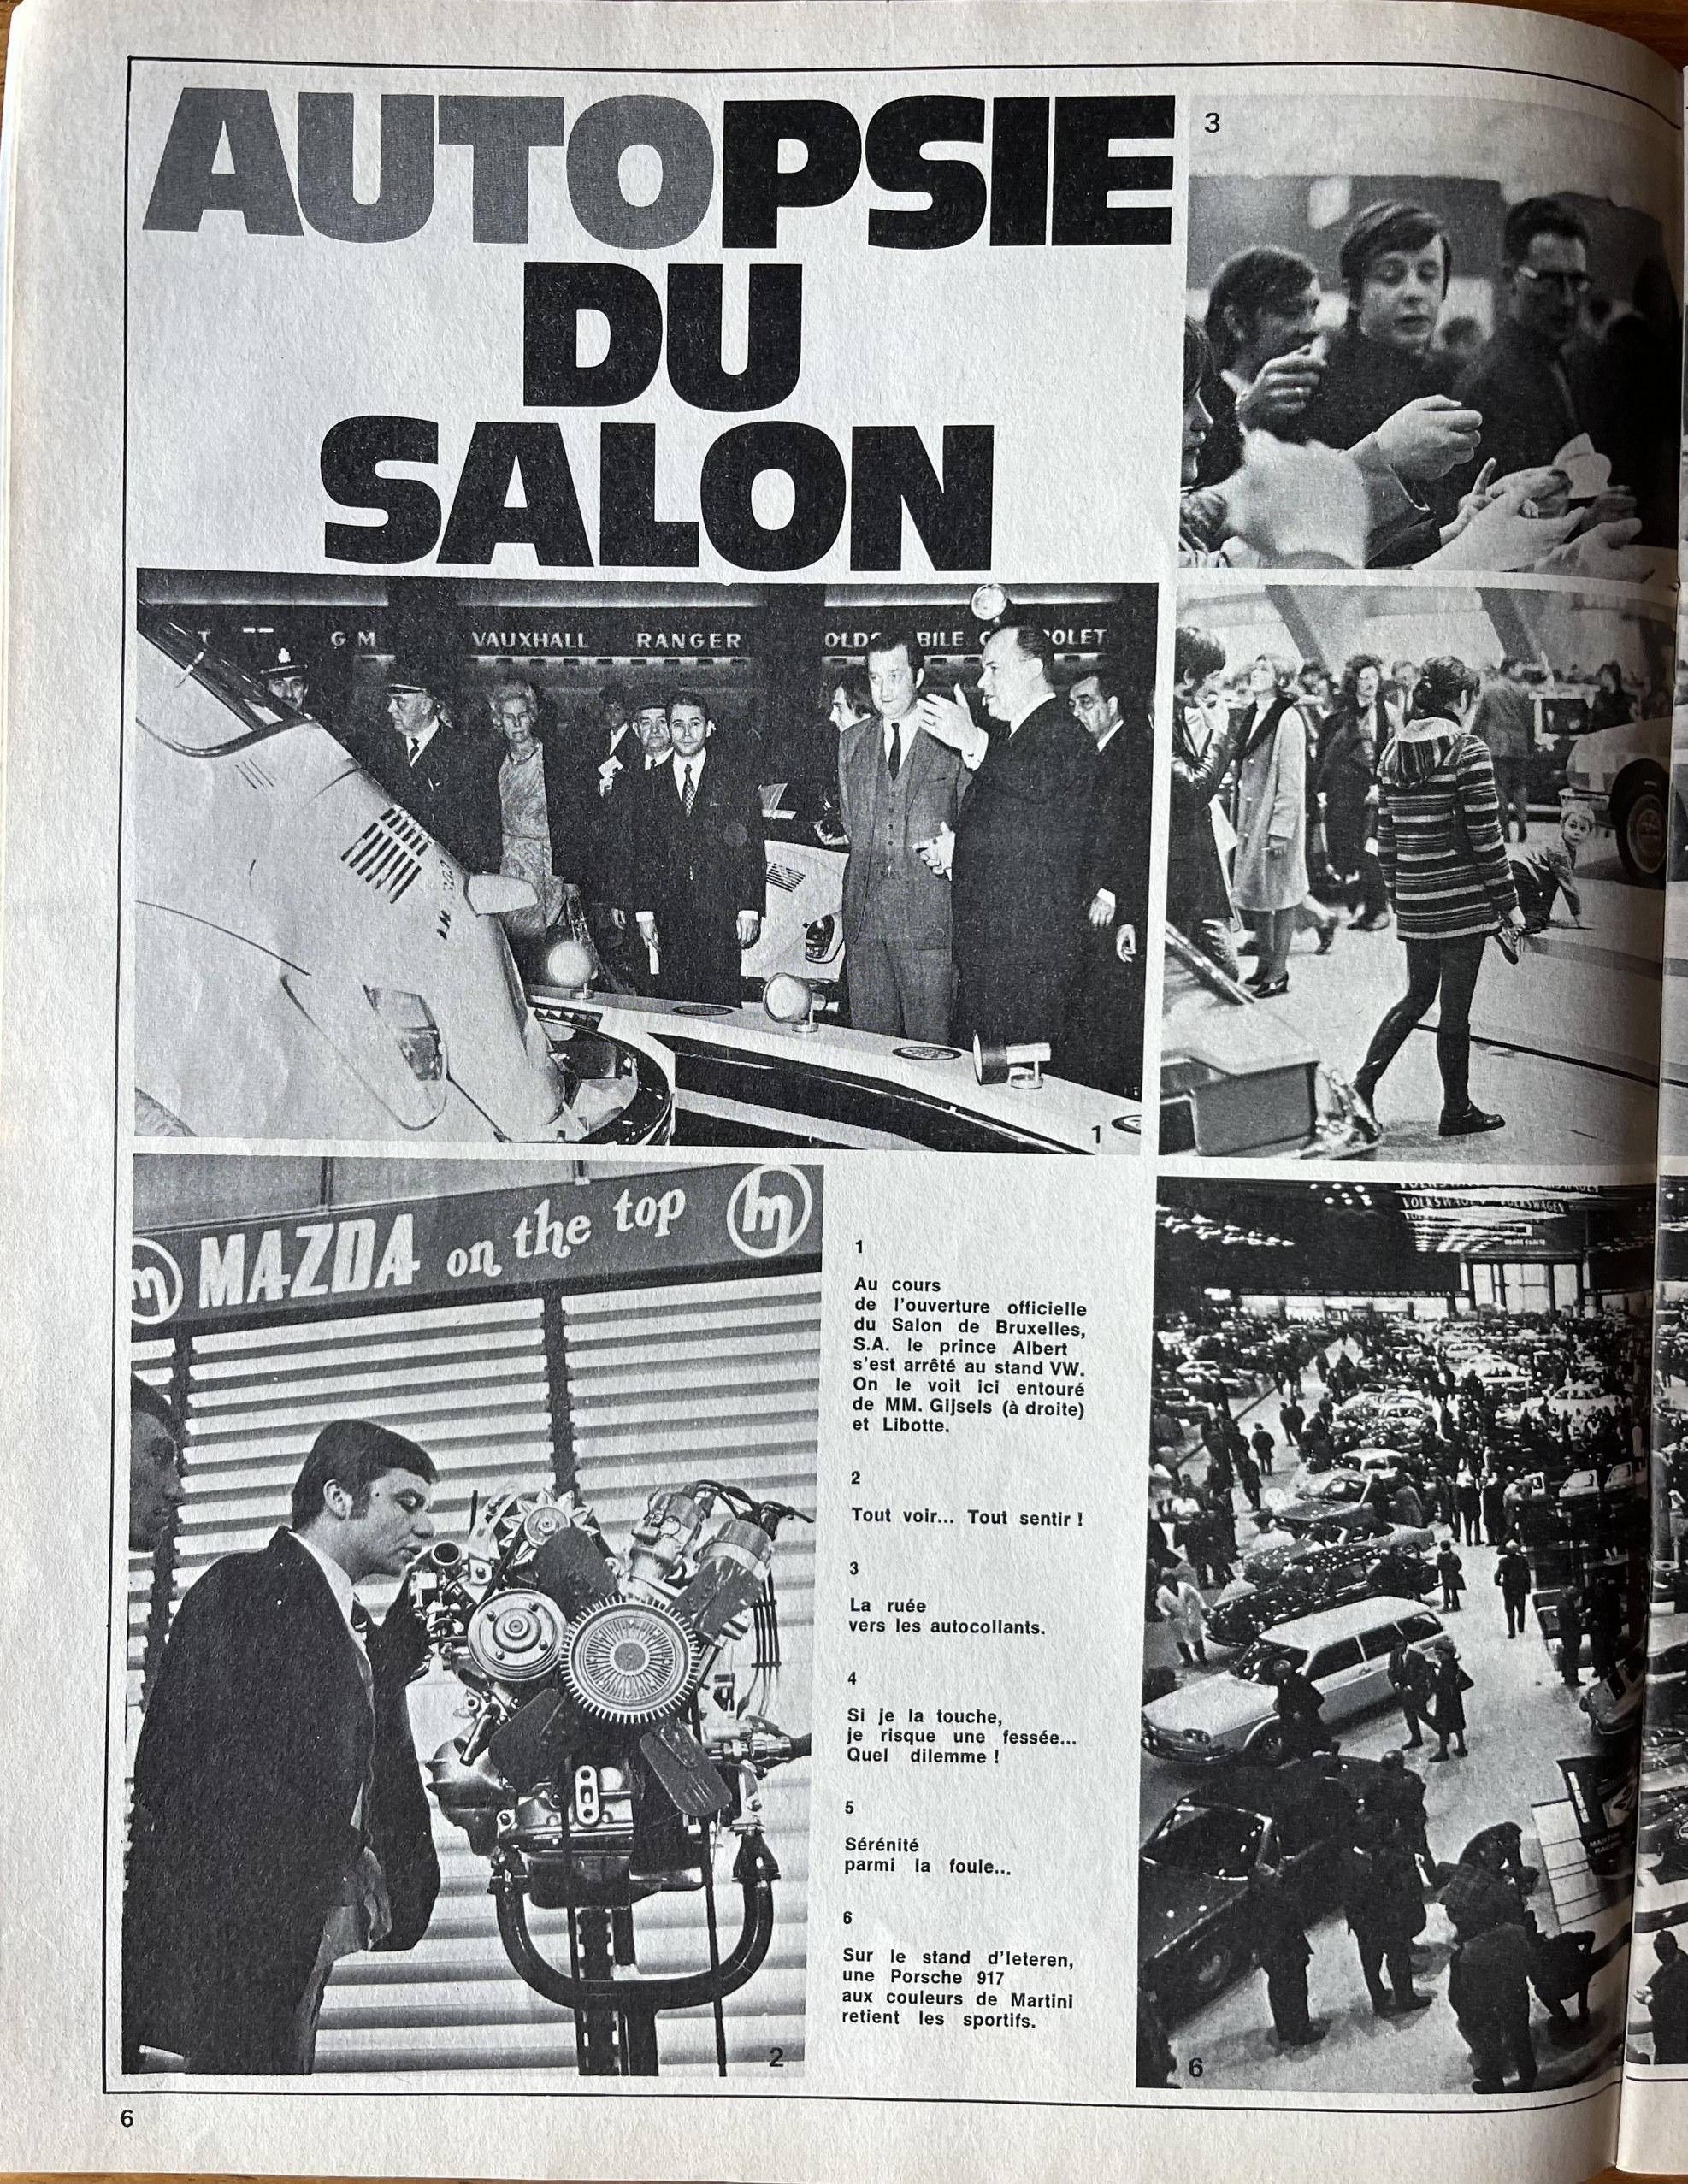 AUTOPSIE
DU
SALON
3
GM VAUXHALL RANGER
1
MAZDA on the top
2
1
Au cours
de l'ouverture officielle
du Salon de Bruxelles,
S.A. le prince Albert
s'est arrêté au stand VW.
On le voit ici entouré
de MM. Gijsels (à droite)
et Libotte.
2
Tout voir... Tout sentir !
3
La ruée
vers les autocollants.
4
Si je la touche,
je risque une fessée...
Quel dilemme !
5
Sérénité
parmi la foule...
6
Sur le stand d'Ieteren,
une Porsche 917
aux couleurs de Martini
retient les sportifs.
VOLKSWAGEN VOLKSWAGEN
6
6